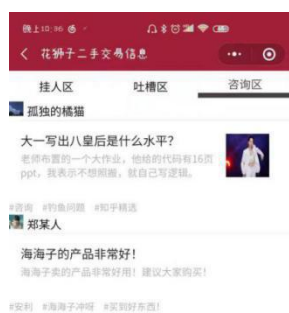 晚上10:36
花狮子二手交易信息
挂人区 吐槽区 咨询区
孤独的橘猫
大一写出八皇后是什么水平?
老师布置的一个大作业，他给的代码有16页
ppt，我表示不想照搬，就自己写逻辑。
#咨询 #钓鱼问题 #知乎精选
郑某人
海海子的产品非常好!
海海子卖的产品非常好用！建议大家购买！
#安利 #海海子冲呀 #买到好东西!